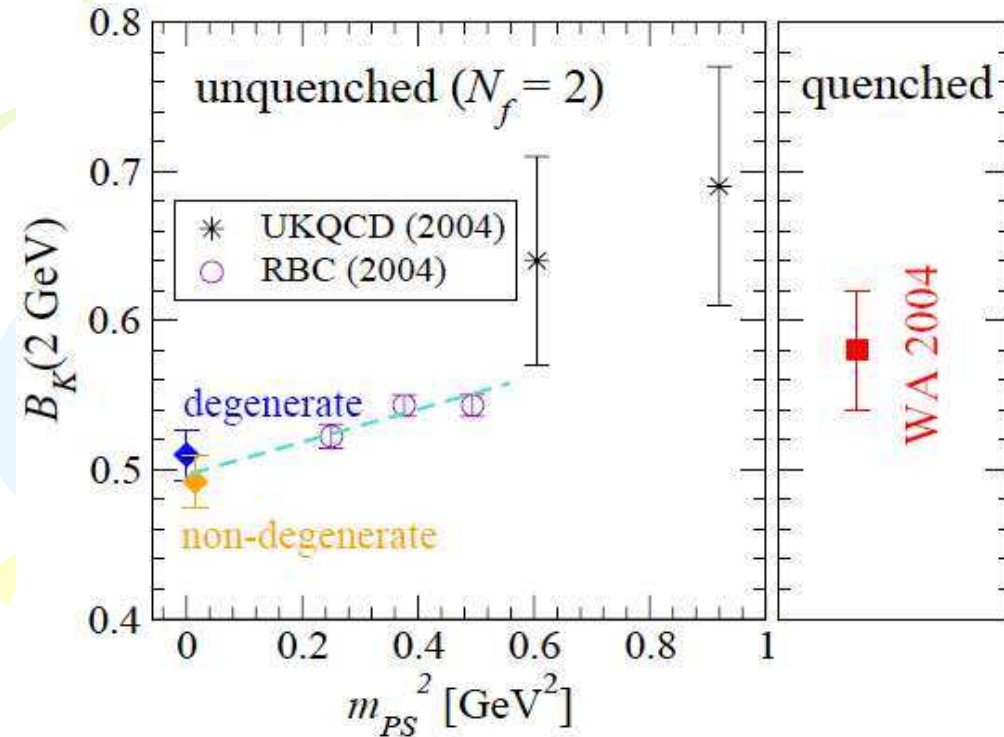 0.8
0.7
0.6
0.5
0.4
B_K(2 GeV)
unquenched (N_f = 2)
UKQCD (2004)
RBC (2004)
degenerate
non-degenerate
0 0.2 0.4 0.6 0.8 1
m_PS^2 [GeV^2]
quenched
WA 2004